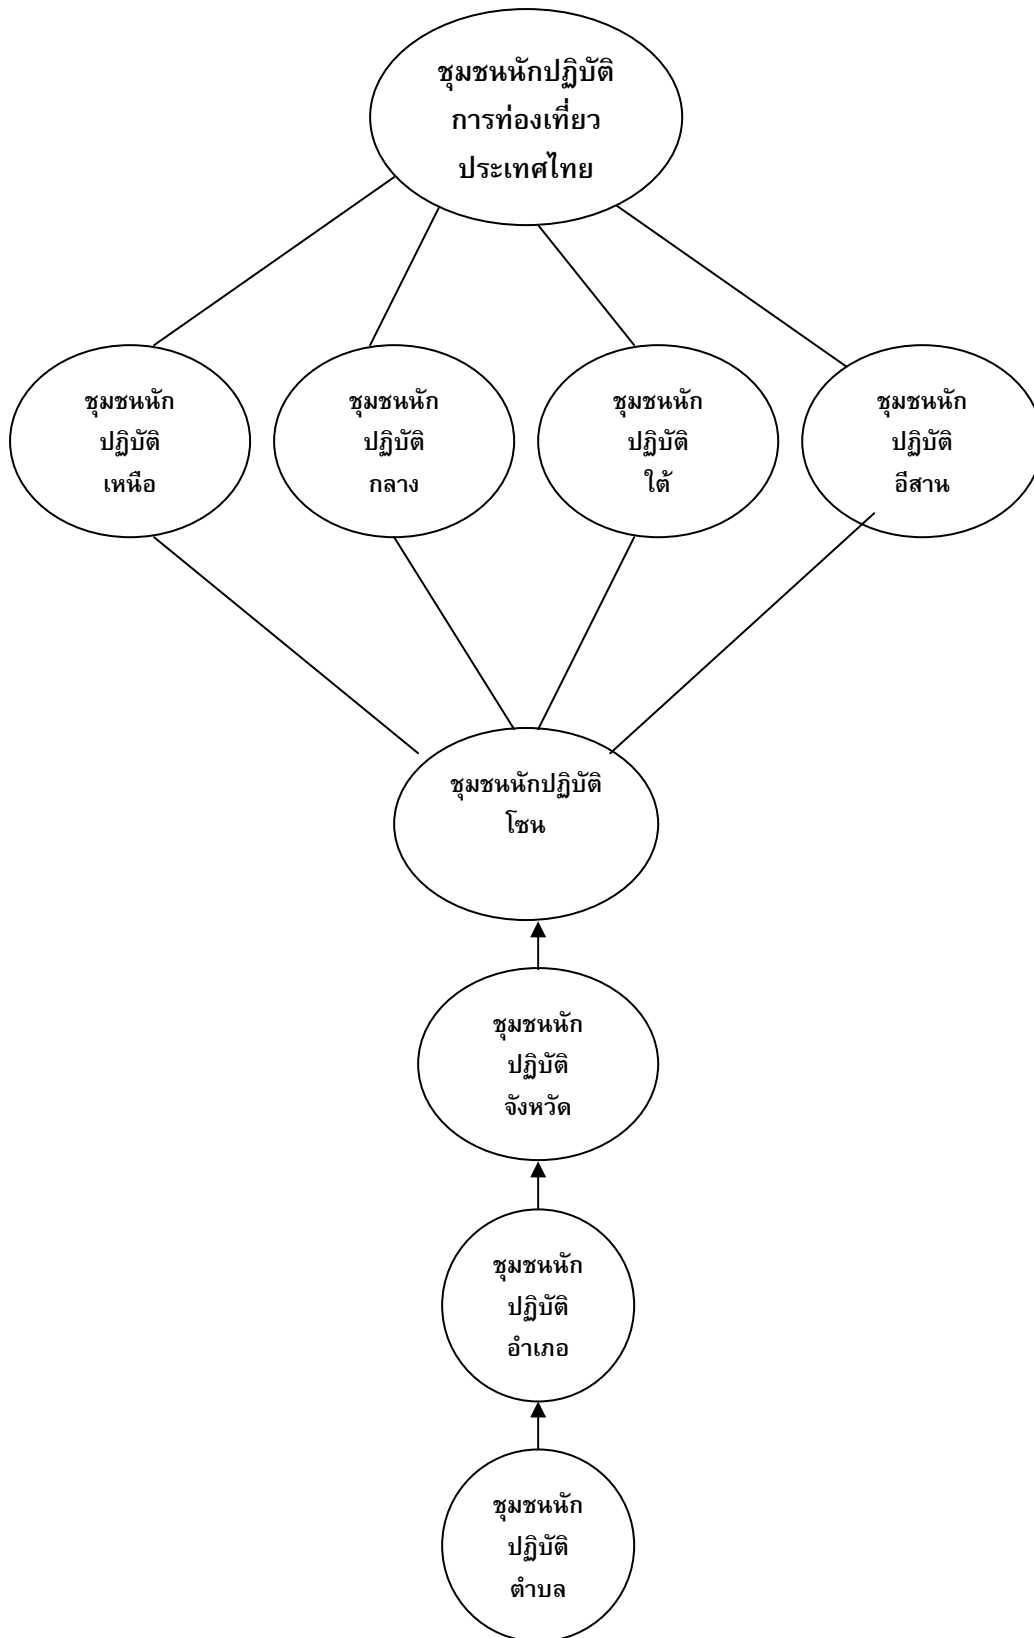 ชุมชนนักปฏิบัติ
การท่องเที่ยว
ประเทศไทย
ชุมชนนัก
ปฏิบัติ
เหนือ
ชุมชนนัก
ปฏิบัติ
กลาง
ชุมชนนัก
ปฏิบัติ
ใต้
ชุมชนนัก
ปฏิบัติ
อีสาน
ชุมชนนักปฏิบัติ
โซน
ชุมชนนัก
ปฏิบัติ
จังหวัด
ชุมชนนัก
ปฏิบัติ
อำเภอ
ชุมชนนัก
ปฏิบัติ
ตำบล